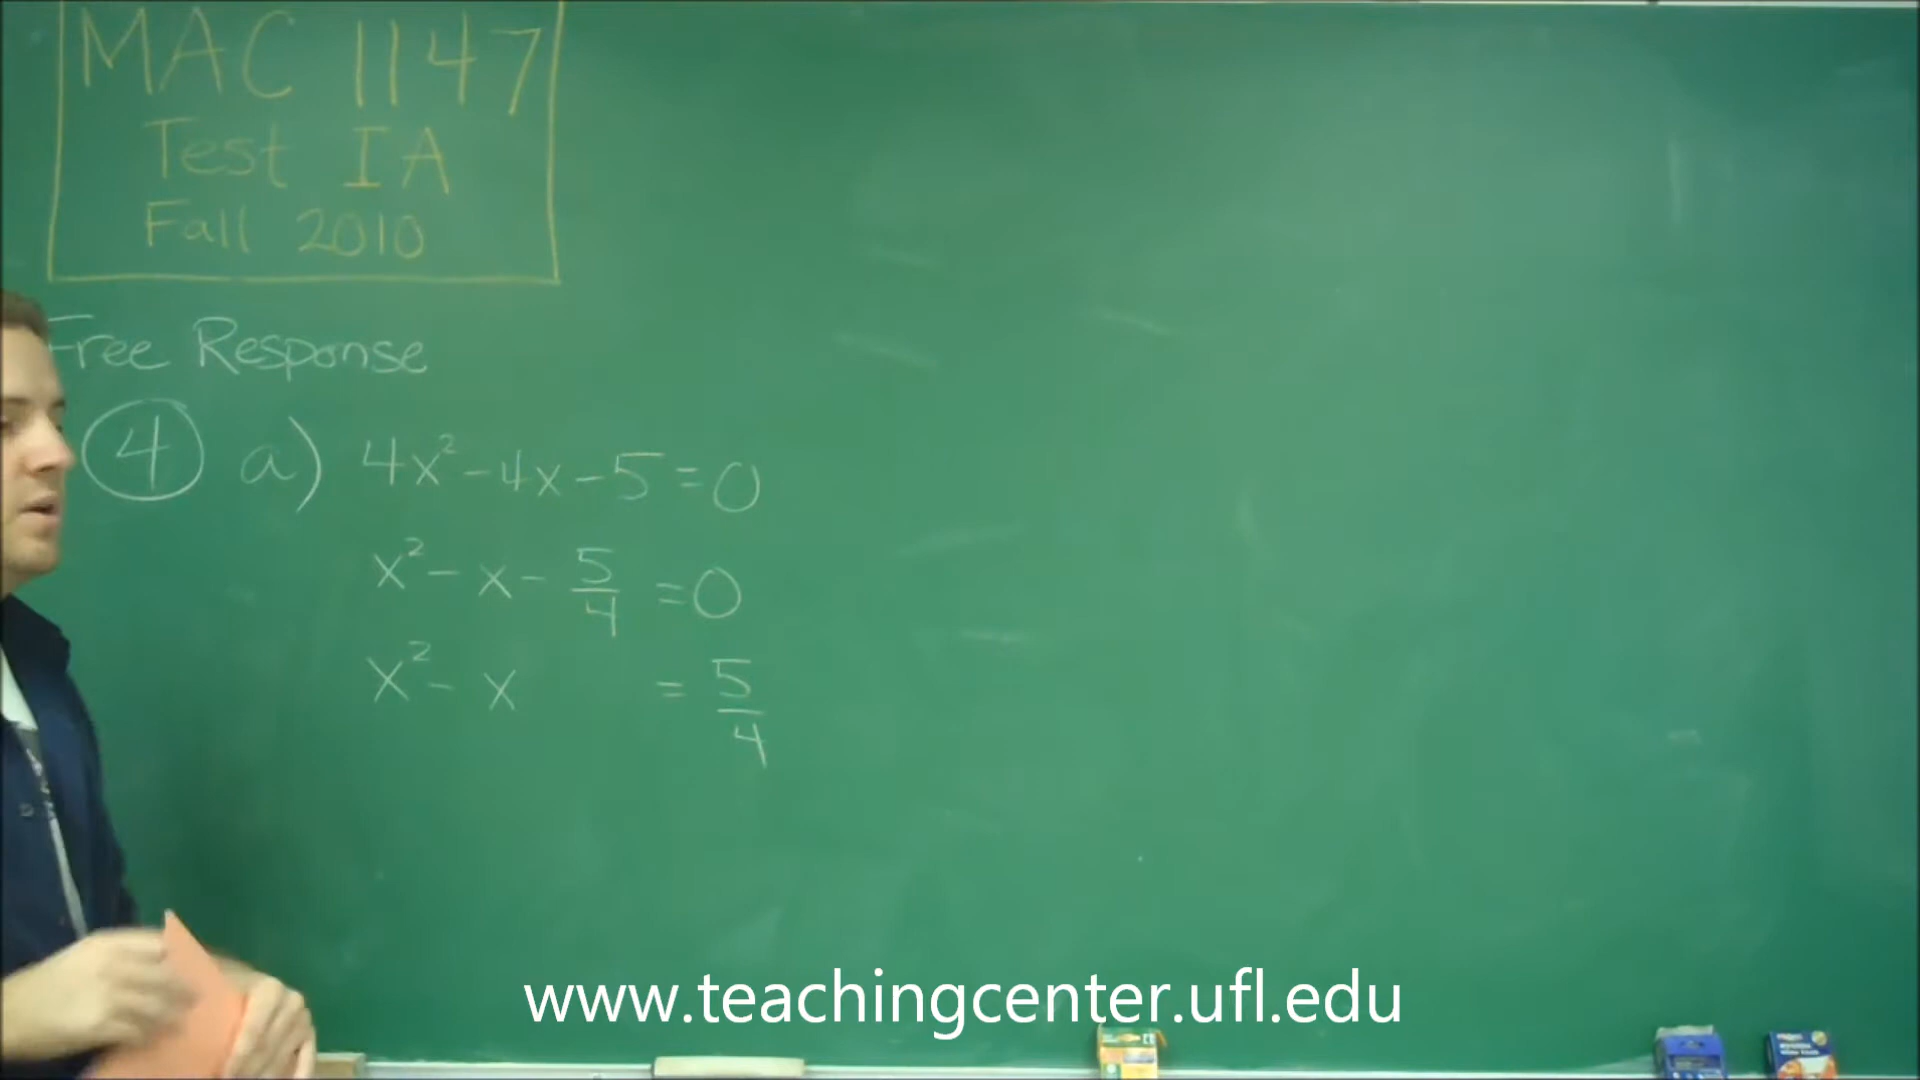 MAC 1147
Test IA
Fall 2010
Free Response
4 a) 4x² - 4x - 5 = 0
x² - x - 5/4 = 0
x² - x = 5/4
www.teachingcenter.ufl.edu